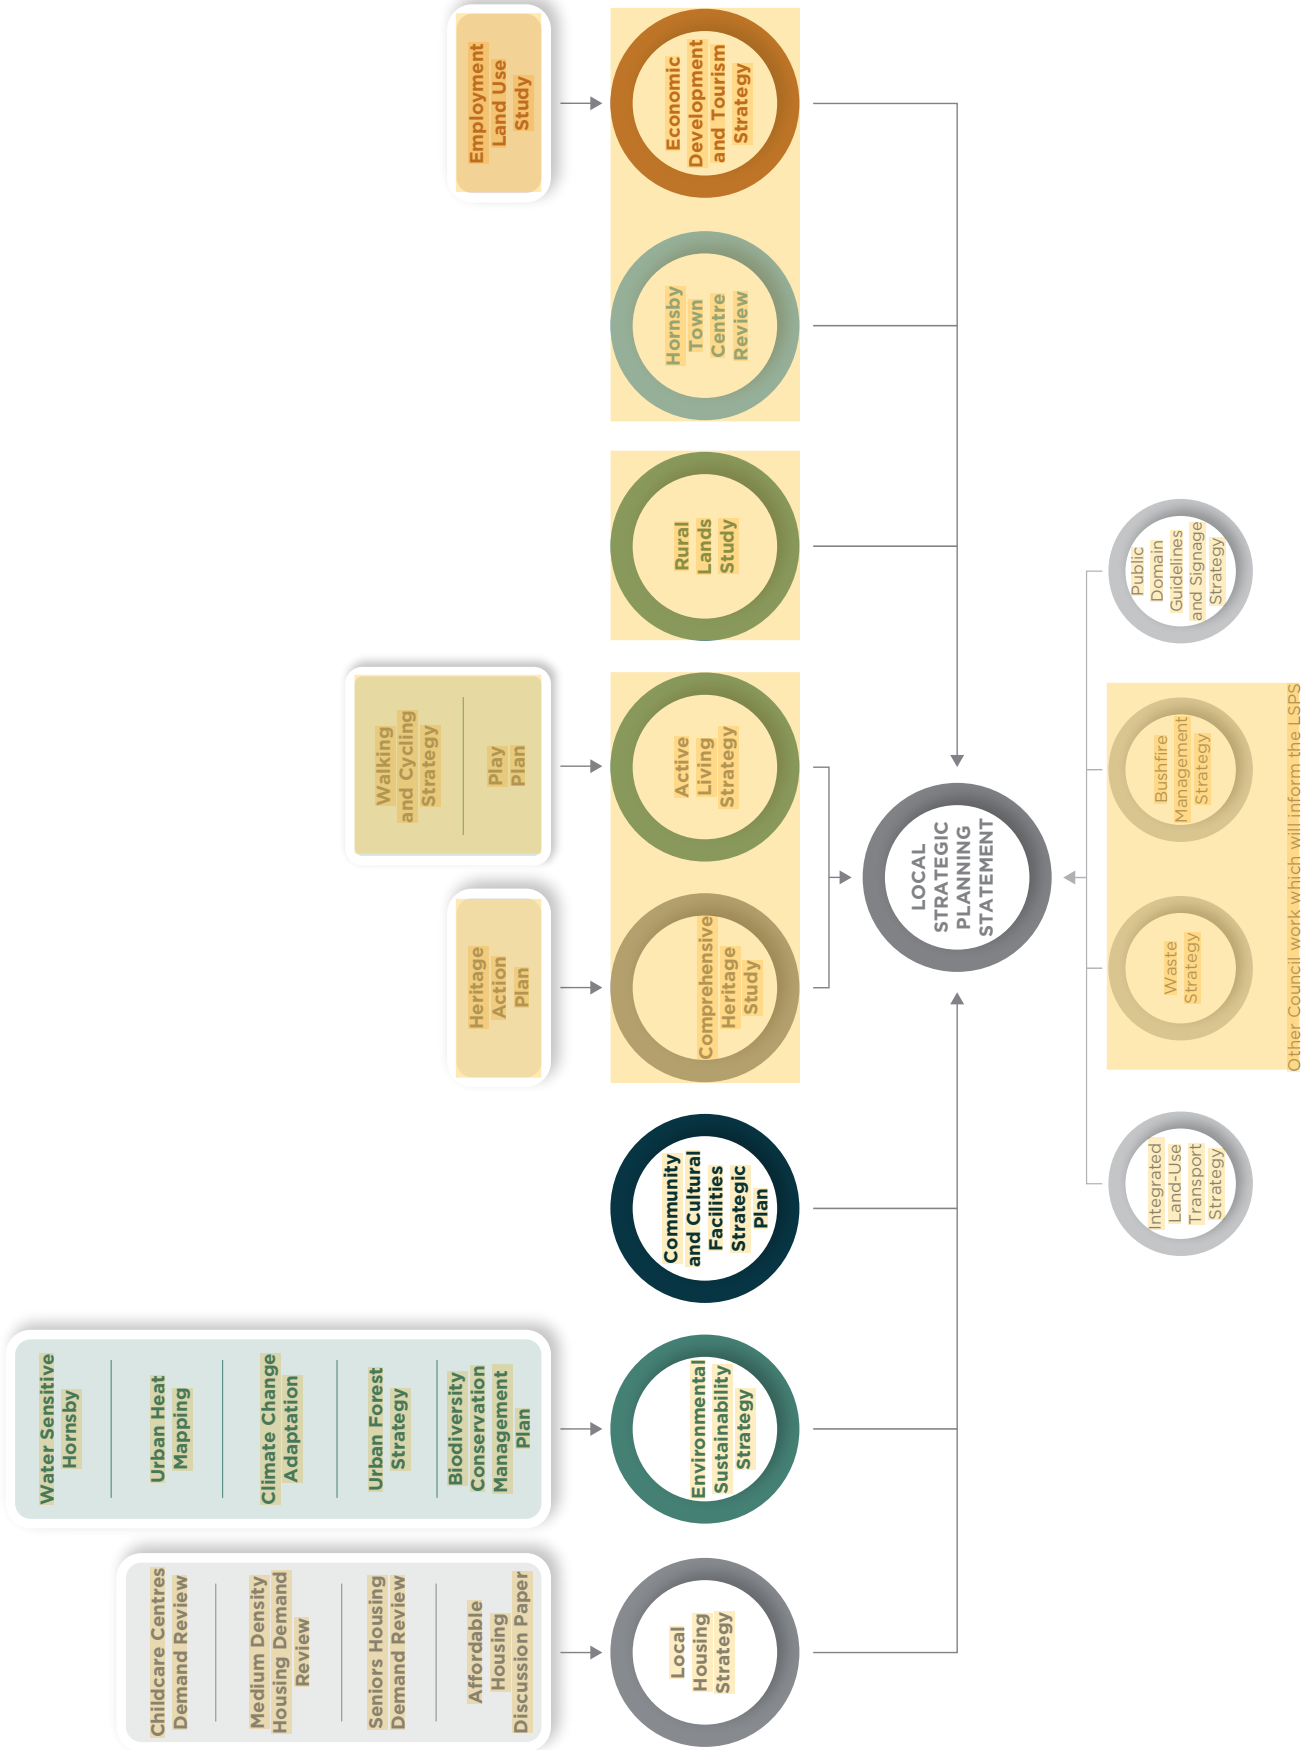 Childcare Centres
Demand Review
Medium Density
Housing Demand
Review
Seniors Housing
Demand Review
Affordable
Housing
Discussion Paper
Water Sensitive
Hornsby
Urban Heat
Mapping
Climate Change
Adaptation
Urban Forest
Strategy
Biodiversity
Conservation
Management
Plan
Heritage
Action
Plan
Walking
and Cycling
Strategy
Play
Plan
Employment
Land Use
Study
Local
Housing
Strategy
Environmental
Sustainability
Strategy
Community
and Cultural
Facilities
Strategic
Plan
Comprehensive
Heritage
Study
Active
Living
Strategy
Rural
Lands
Study
Hornsby
Town
Centre
Review
Economic
Development
and Tourism
Strategy
LOCAL
STRATEGIC
PLANNING
STATEMENT
Integrated
Land-Use
Transport
Strategy
Waste
Strategy
Bushfire
Management
Strategy
Public
Domain
Guidelines
and Signage
Strategy
Other Council work which will inform the LSPS